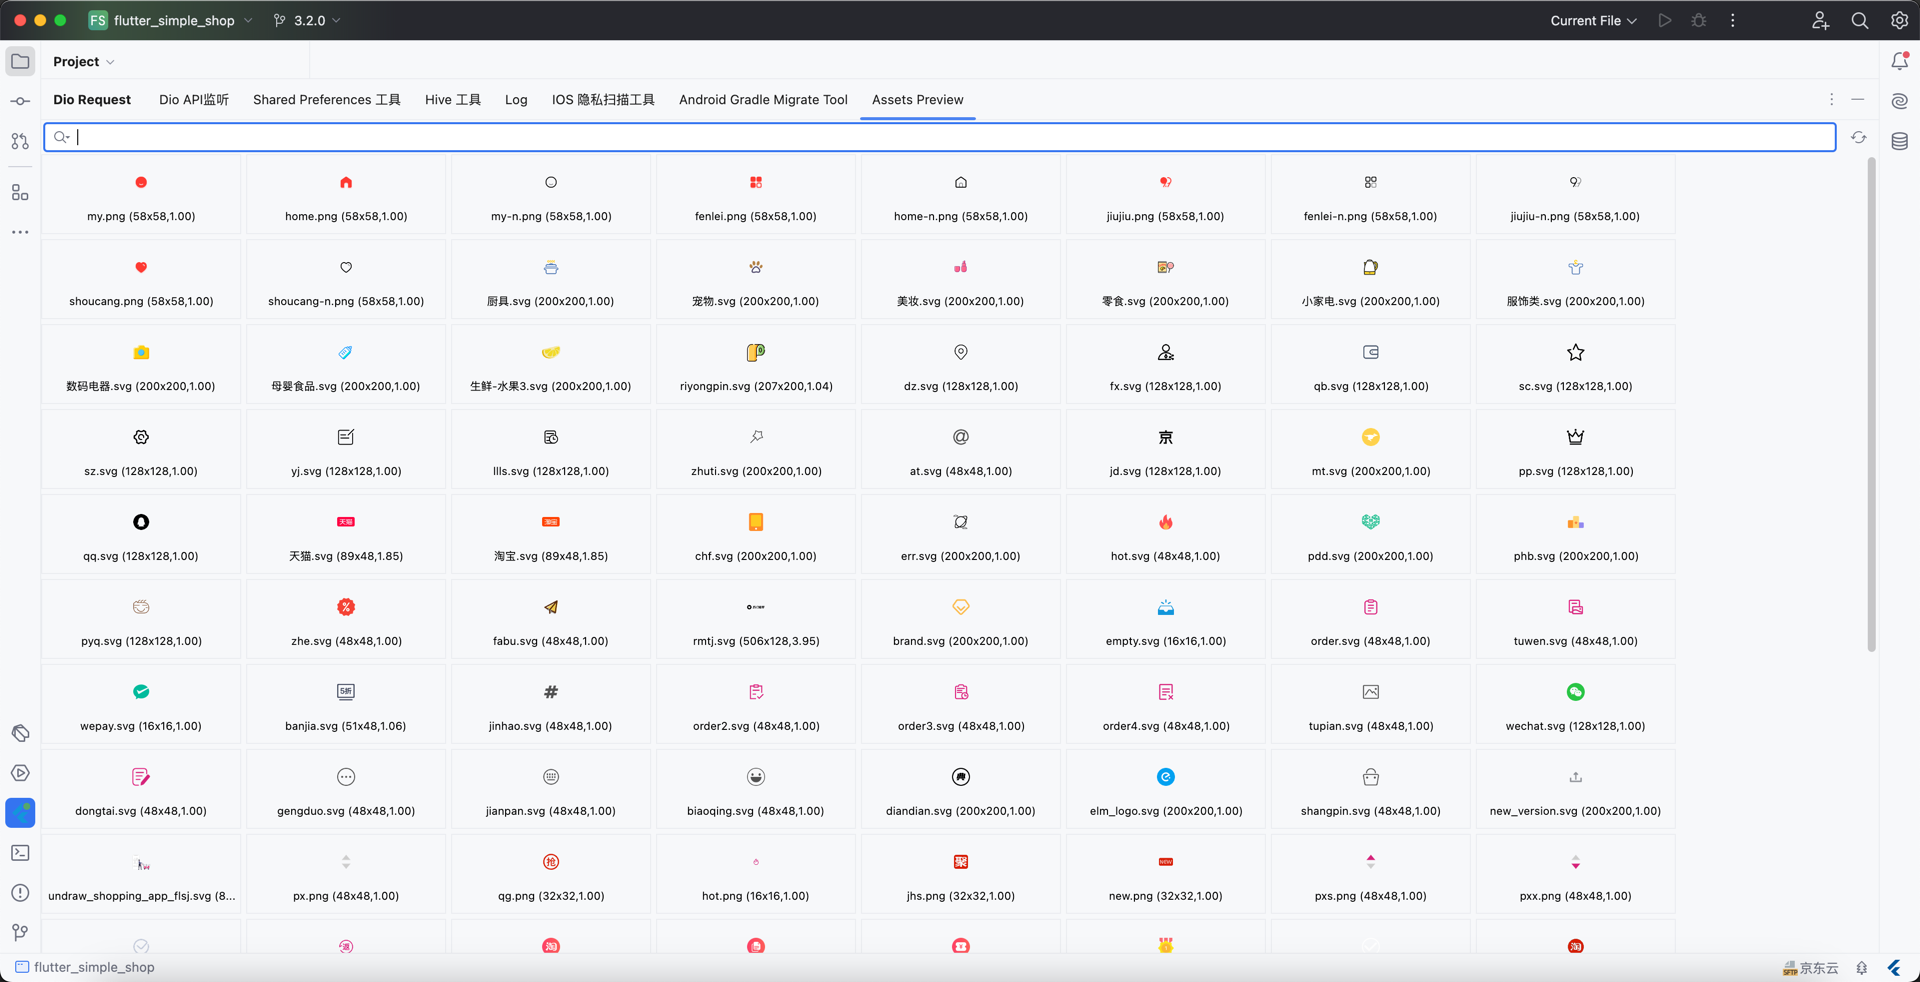 FS flutter_simple_shop 3.2.0 Current File
Project
Dio Request Dio API监听 Shared Preferences 工具 Hive 工具 Log IOS 隐私扫描工具 Android Gradle Migrate Tool Assets Preview
my.png (58x58,1.00) home.png (58x58,1.00) my-n.png (58x58,1.00) fenlei.png (58x58,1.00) home-n.png (58x58,1.00) jiujiu.png (58x58,1.00) fenlei-n.png (58x58,1.00) jiujiu-n.png (58x58,1.00)
shoucang.png (58x58,1.00) shoucang-n.png (58x58,1.00) 厨具.svg (200x200,1.00) 宠物.svg (200x200,1.00) 美妆.svg (200x200,1.00) 零食.svg (200x200,1.00) 小家电.svg (200x200,1.00) 服饰类.svg (200x200,1.00)
数码电器.svg (200x200,1.00) 母婴食品.svg (200x200,1.00) 生鲜-水果3.svg (200x200,1.00) riyongpin.svg (207x200,1.04) dz.svg (128x128,1.00) fx.svg (128x128,1.00) qb.svg (128x128,1.00) sc.svg (128x128,1.00)
京
sz.svg (128x128,1.00) yj.svg (128x128,1.00) llls.svg (128x128,1.00) zhuti.svg (200x200,1.00) at.svg (48x48,1.00) jd.svg (128x128,1.00) mt.svg (200x200,1.00) pp.svg (128x128,1.00)
天猫 淘宝
qq.svg (128x128,1.00) 天猫.svg (89x48,1.85) 淘宝.svg (89x48,1.85) chf.svg (200x200,1.00) err.svg (200x200,1.00) hot.svg (48x48,1.00) pdd.svg (200x200,1.00) phb.svg (200x200,1.00)
pyq.svg (128x128,1.00) zhe.svg (48x48,1.00) fabu.svg (48x48,1.00) rmtj.svg (506x128,3.95) brand.svg (200x200,1.00) empty.svg (16x16,1.00) order.svg (48x48,1.00) tuwen.svg (48x48,1.00)
5折
wepay.svg (16x16,1.00) banjia.svg (51x48,1.06) jinhao.svg (48x48,1.00) order2.svg (48x48,1.00) order3.svg (48x48,1.00) order4.svg (48x48,1.00) tupian.svg (48x48,1.00) wechat.svg (128x128,1.00)
dongtai.svg (48x48,1.00) gengduo.svg (48x48,1.00) jianpan.svg (48x48,1.00) biaoqing.svg (48x48,1.00) diandian.svg (200x200,1.00) elm_logo.svg (200x200,1.00) shangpin.svg (48x48,1.00) new_version.svg (200x200,1.00)
抢 聚 NEW
undraw_shopping_app_flsj.svg (8... px.png (48x48,1.00) qg.png (32x32,1.00) hot.png (16x16,1.00) jhs.png (32x32,1.00) new.png (32x32,1.00) pxs.png (48x48,1.00) pxx.png (48x48,1.00)
退 淘 淘
flutter_simple_shop SFTP 京东云